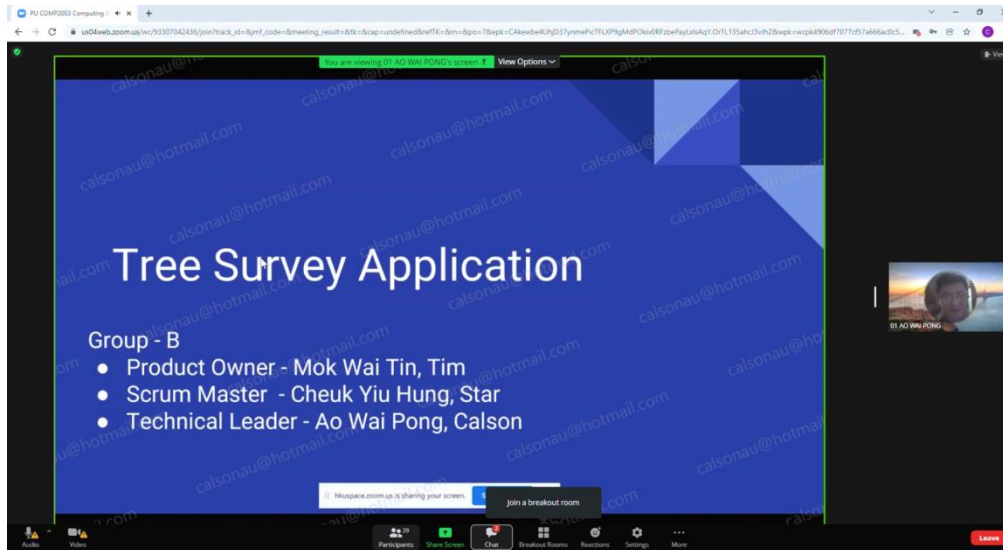 PU COMP2003 Computing
us04web.zoom.us/wc/93307042436/join?track_id=&jmf_code=&meeting_result=&tk=&cap=undefined&refTK=&
You are viewing 01 AO WAI PONG's screen
View Options
View
calsonau@hotmail.com
Tree Survey Application
Group - B
Product Owner - Mok Wai Tin, Tim
Scrum Master - Cheuk Yiu Hung, Star
Technical Leader - Ao Wai Pong, Calson
01 AO WAI PONG
hkuspace.zoom.us is sharing your screen.
Join a breakout room
Audio
Video
29
Participants
Share Screen
2
Chat
Breakout Rooms
Reactions
Settings
More
Leave